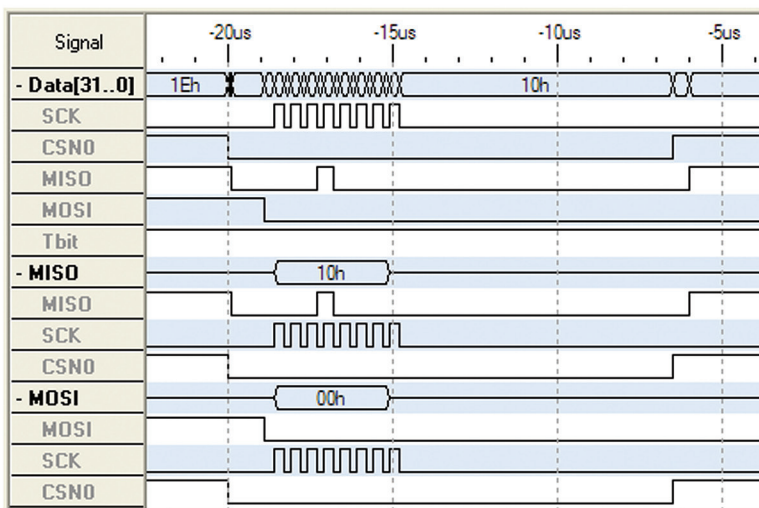 Signal -20us -15us -10us -5us
- Data[31..0] 1Eh 10h
SCK
CSN0
MISO
MOSI
Tbit
- MISO 10h
MISO
SCK
CSN0
- MOSI 00h
MOSI
SCK
CSN0